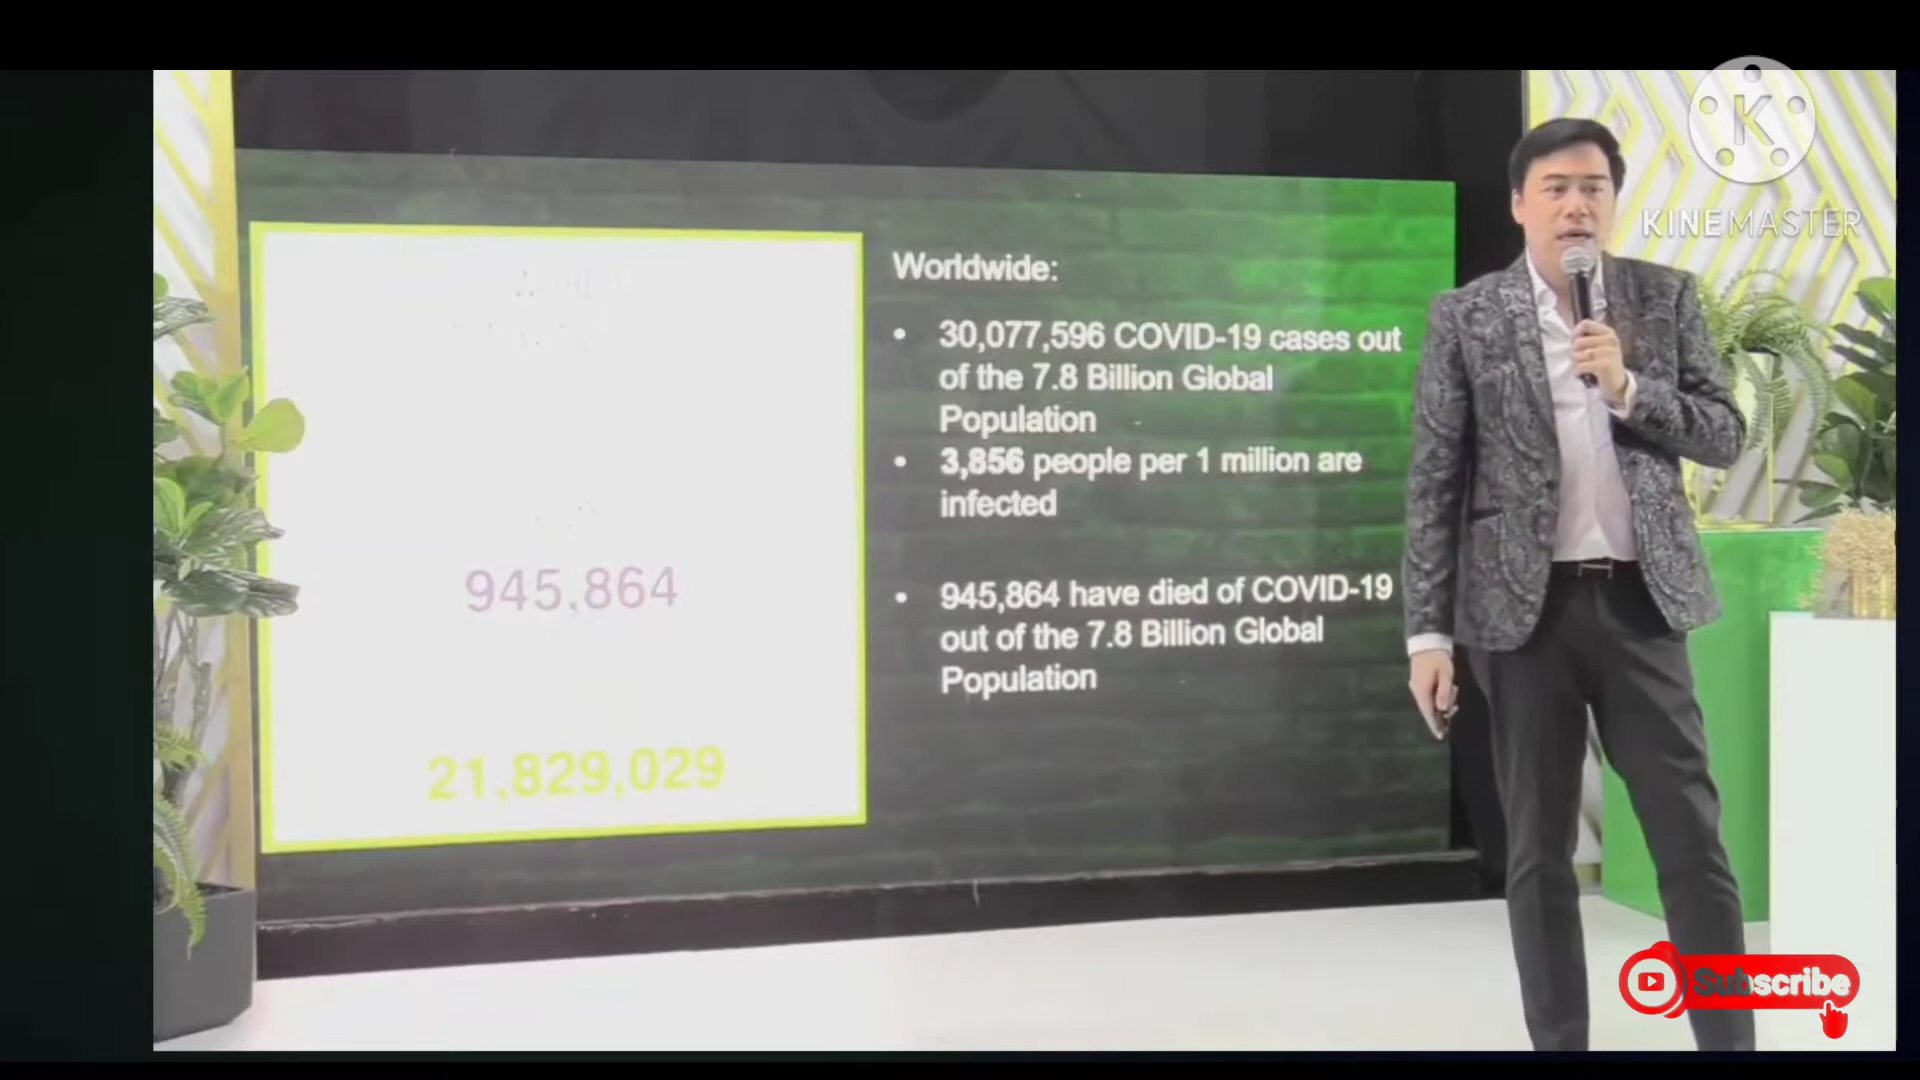 K
KINEMASTER
Worldwide:
• 30,077,596 COVID-19 cases out
of the 7.8 Billion Global
Population
• 3,856 people per 1 million are
infected
945,864
• 945,864 have died of COVID-19
out of the 7.8 Billion Global
Population
21,829,029
Subscribe